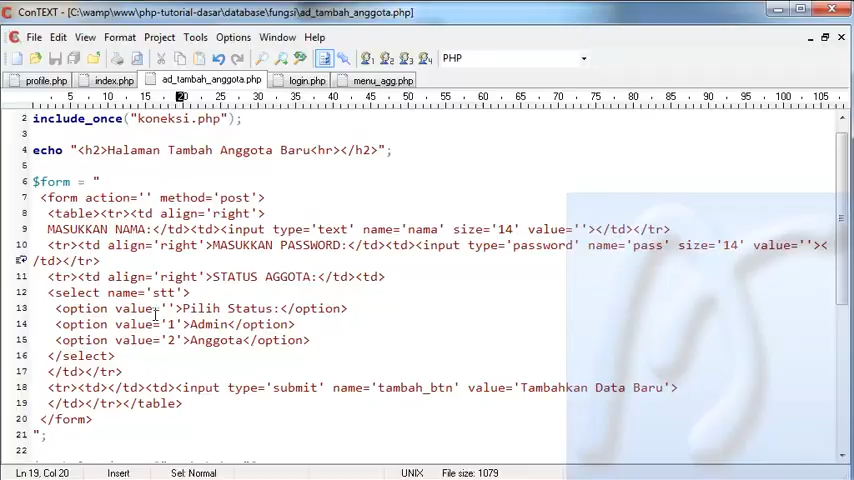 ConTEXT - [C:\wamp\www\php-tutorial-dasar\database\fungsi\ad_tambah_anggota.php]
File Edit View Format Project Tools Options Window Help
1 2 3 4 PHP
profile.php index.php ad_tambah_anggota.php login.php menu_agg.php
0 5 10 15 20 25 30 35 40 45 50 55 60 65 70 75 80 85 90 95 100 105
2 include_once("koneksi.php");
3
4 echo "<h2>Halaman Tambah Anggota Baru<hr></h2>";
5
6 $form = "
7 <form action='' method='post'>
8 <table><tr><td align='right'>
9 MASUKKAN NAMA:</td><td><input type='text' name='nama' size='14' value=''></td></tr>
10 <tr><td align='right'>MASUKKAN PASSWORD:</td><td><input type='password' name='pass' size='14' value=''><
/td></tr>
11 <tr><td align='right'>STATUS AGGOTA:</td><td>
12 <select name='stt'>
13 <option value=''>Pilih Status:</option>
14 <option value='1'>Admin</option>
15 <option value='2'>Anggota</option>
16 </select>
17 </td></tr>
18 <tr><td></td><td><input type='submit' name='tambah_btn' value='Tambahkan Data Baru'>
19 </td></tr></table>
20 </form>
21 ";
22
Ln 19, Col 20 Insert Sel: Normal UNIX File size: 1079